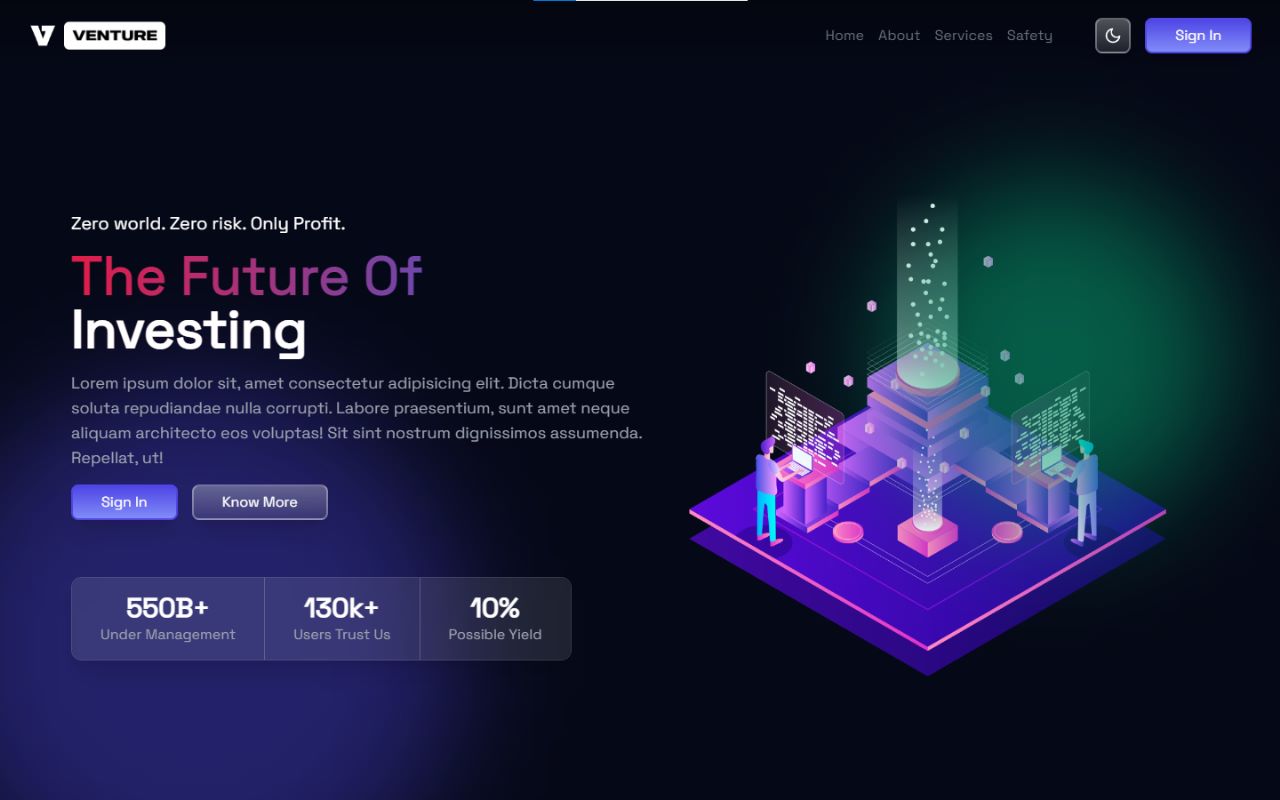 VENTURE
Home About Services Safety
Sign In
Zero world. Zero risk. Only Profit.
The Future Of
Investing
Lorem ipsum dolor sit, amet consectetur adipisicing elit. Dicta cumque
soluta repudiandae nulla corrupti. Labore praesentium, sunt amet neque
aliquam architecto eos voluptas! Sit sint nostrum dignissimos assumenda.
Repellat, ut!
Sign In
Know More
550B+
Under Management
130k+
Users Trust Us
10%
Possible Yield